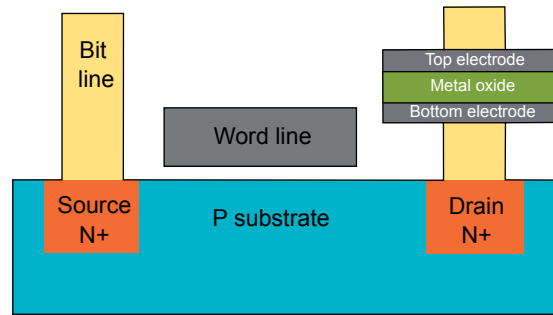 Bit
line
Word line
Top electrode
Metal oxide
Bottom electrode
Source
N+
P substrate
Drain
N+